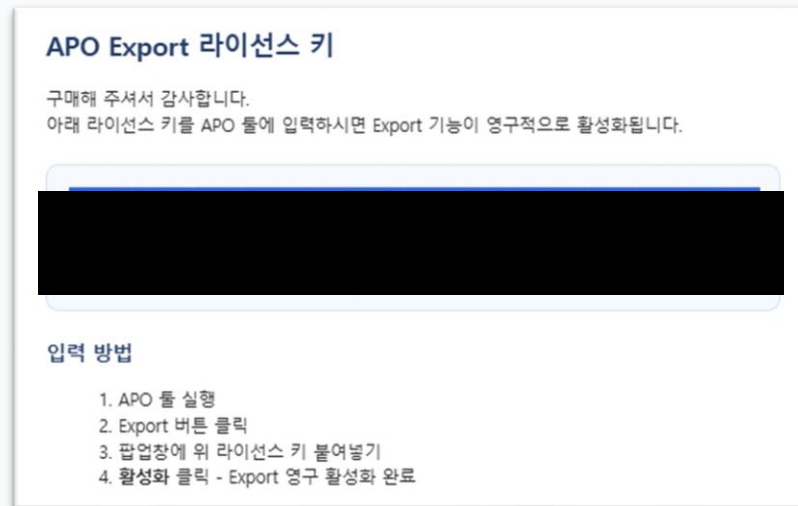 APO Export 라이선스 키
구매해 주셔서 감사합니다.
아래 라이선스 키를 APO 툴에 입력하시면 Export 기능이 영구적으로 활성화됩니다.
입력 방법
1. APO 툴 실행
2. Export 버튼 클릭
3. 팝업창에 위 라이선스 키 붙여넣기
4. 활성화 클릭 - Export 영구 활성화 완료